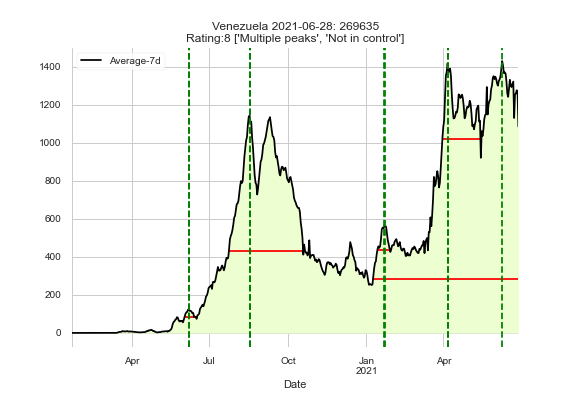 Venezuela 2021-06-28: 269635
Rating:8 ['Multiple peaks', 'Not in control']
Average-7d
1400
1200
1000
800
600
400
200
0
Apr
Jul
Oct
Jan
2021
Apr
Date